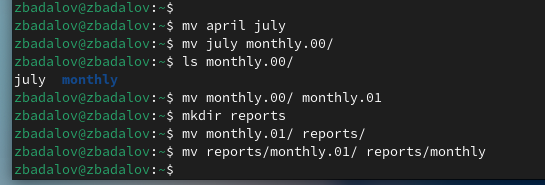 zbadalov@zbadalov:~$
zbadalov@zbadalov:~$ mv april july
zbadalov@zbadalov:~$ mv july monthly.00/
zbadalov@zbadalov:~$ ls monthly.00/
july  monthly
zbadalov@zbadalov:~$ mv monthly.00/ monthly.01
zbadalov@zbadalov:~$ mkdir reports
zbadalov@zbadalov:~$ mv monthly.01/ reports/
zbadalov@zbadalov:~$ mv reports/monthly.01/ reports/monthly
zbadalov@zbadalov:~$